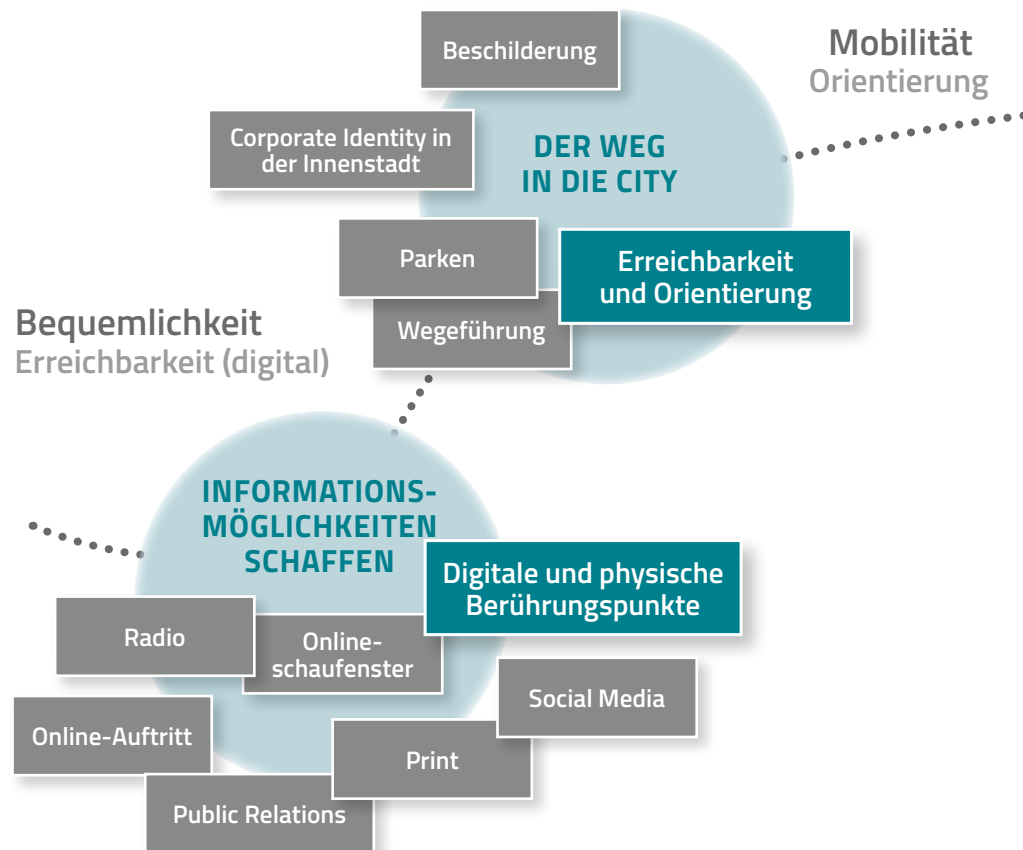 Beschilderung
Mobilität
Orientierung
Corporate Identity in
der Innenstadt
DER WEG
IN DIE CITY
Parken
Erreichbarkeit
und Orientierung
Wegeführung
Bequemlichkeit
Erreichbarkeit (digital)
INFORMATIONS-
MÖGLICHKEITEN
SCHAFFEN
Digitale und physische
Berührungspunkte
Radio
Online-
schaufenster
Social Media
Online-Auftritt
Print
Public Relations